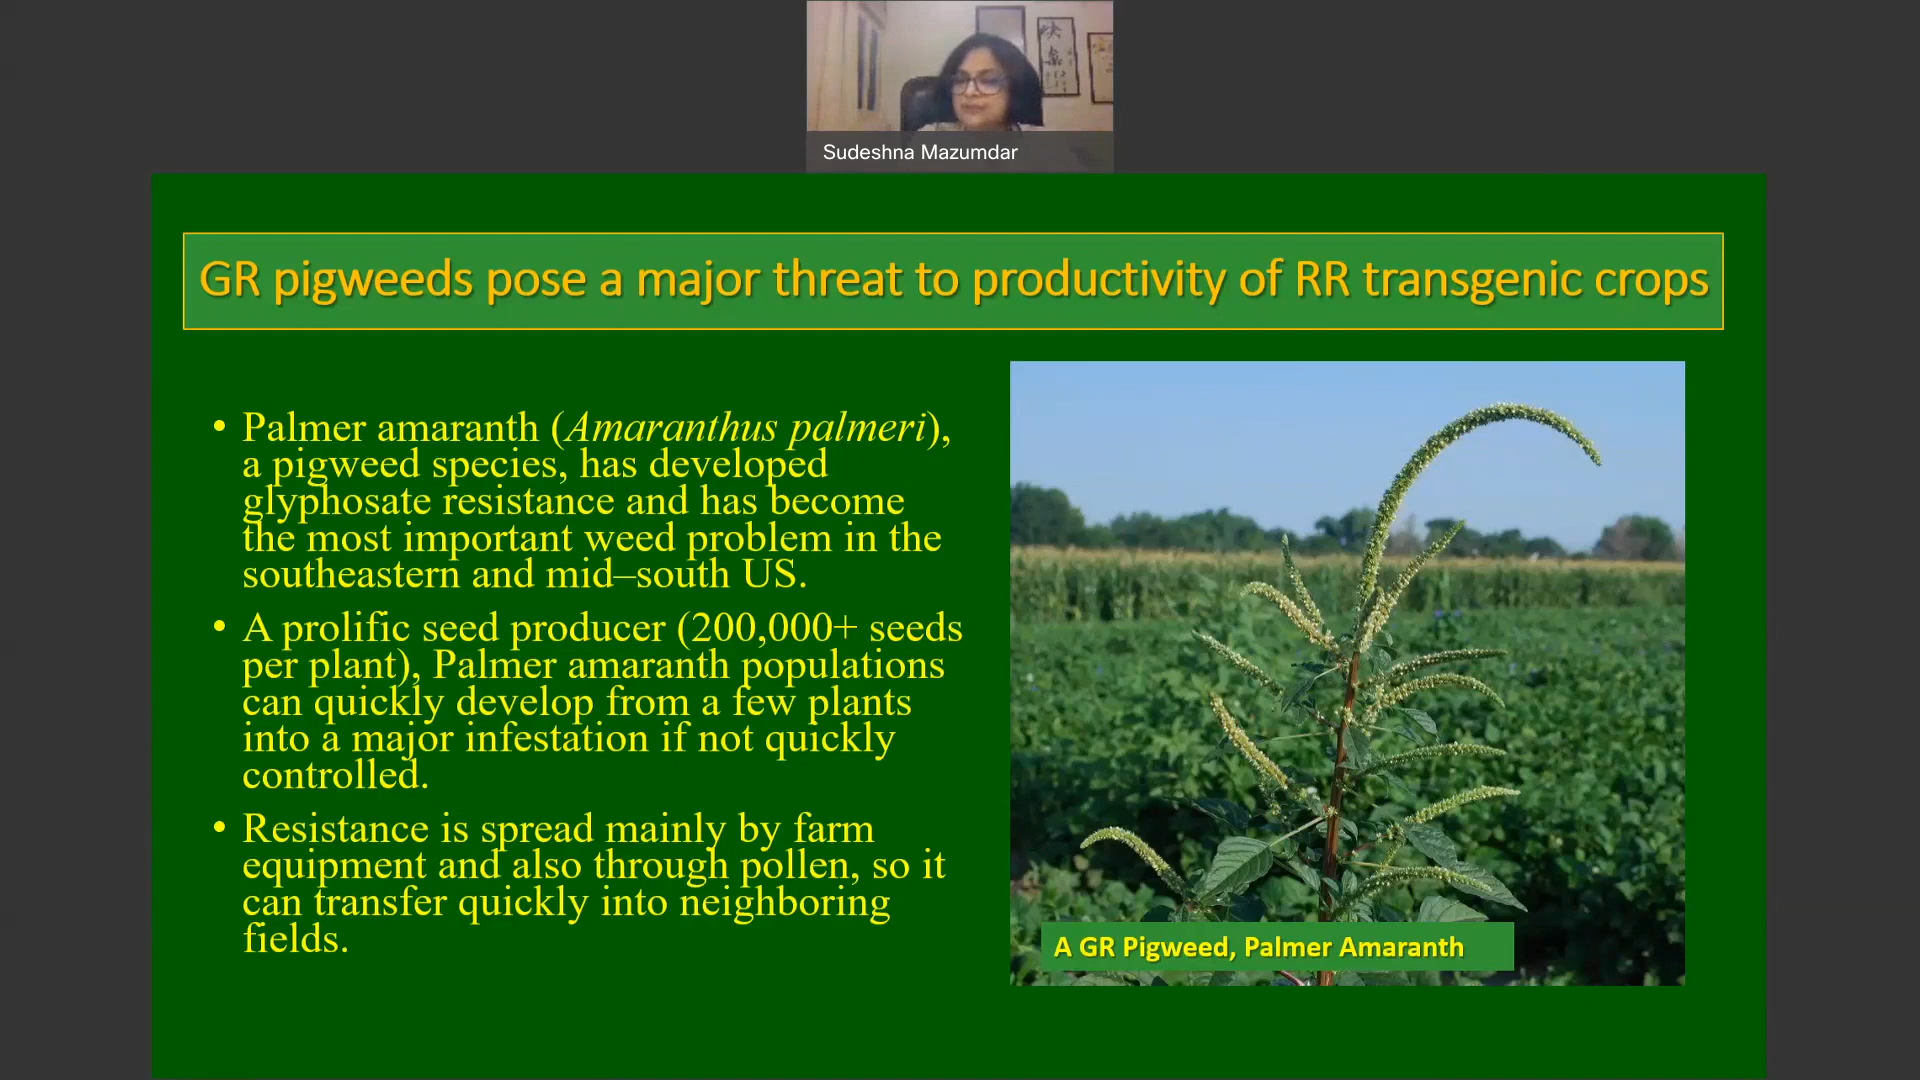 Sudeshna Mazumdar
GR pigweeds pose a major threat to productivity of RR transgenic crops
• Palmer amaranth (Amaranthus palmeri),
a pigweed species, has developed
glyphosate resistance and has become
the most important weed problem in the
southeastern and mid–south US.
• A prolific seed producer (200,000+ seeds
per plant), Palmer amaranth populations
can quickly develop from a few plants
into a major infestation if not quickly
controlled.
• Resistance is spread mainly by farm
equipment and also through pollen, so it
can transfer quickly into neighboring
fields.
A GR Pigweed, Palmer Amaranth